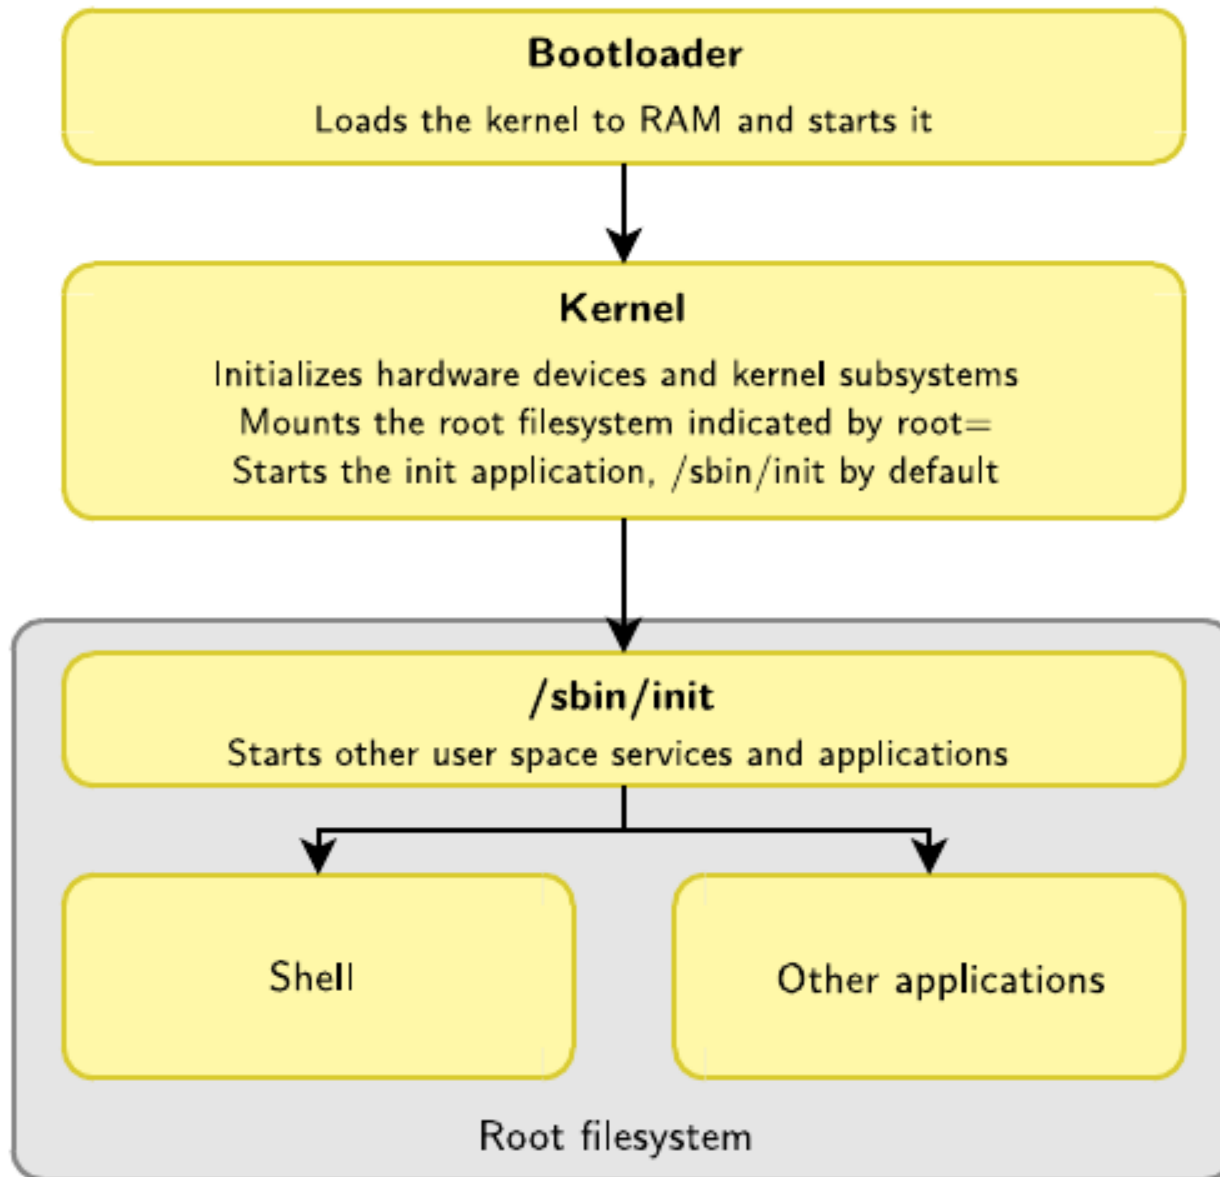 Bootloader
Loads the kernel to RAM and starts it
Kernel
Initializes hardware devices and kernel subsystems
Mounts the root filesystem indicated by root=
Starts the init application, /sbin/init by default
/sbin/init
Starts other user space services and applications
Shell
Other applications
Root filesystem